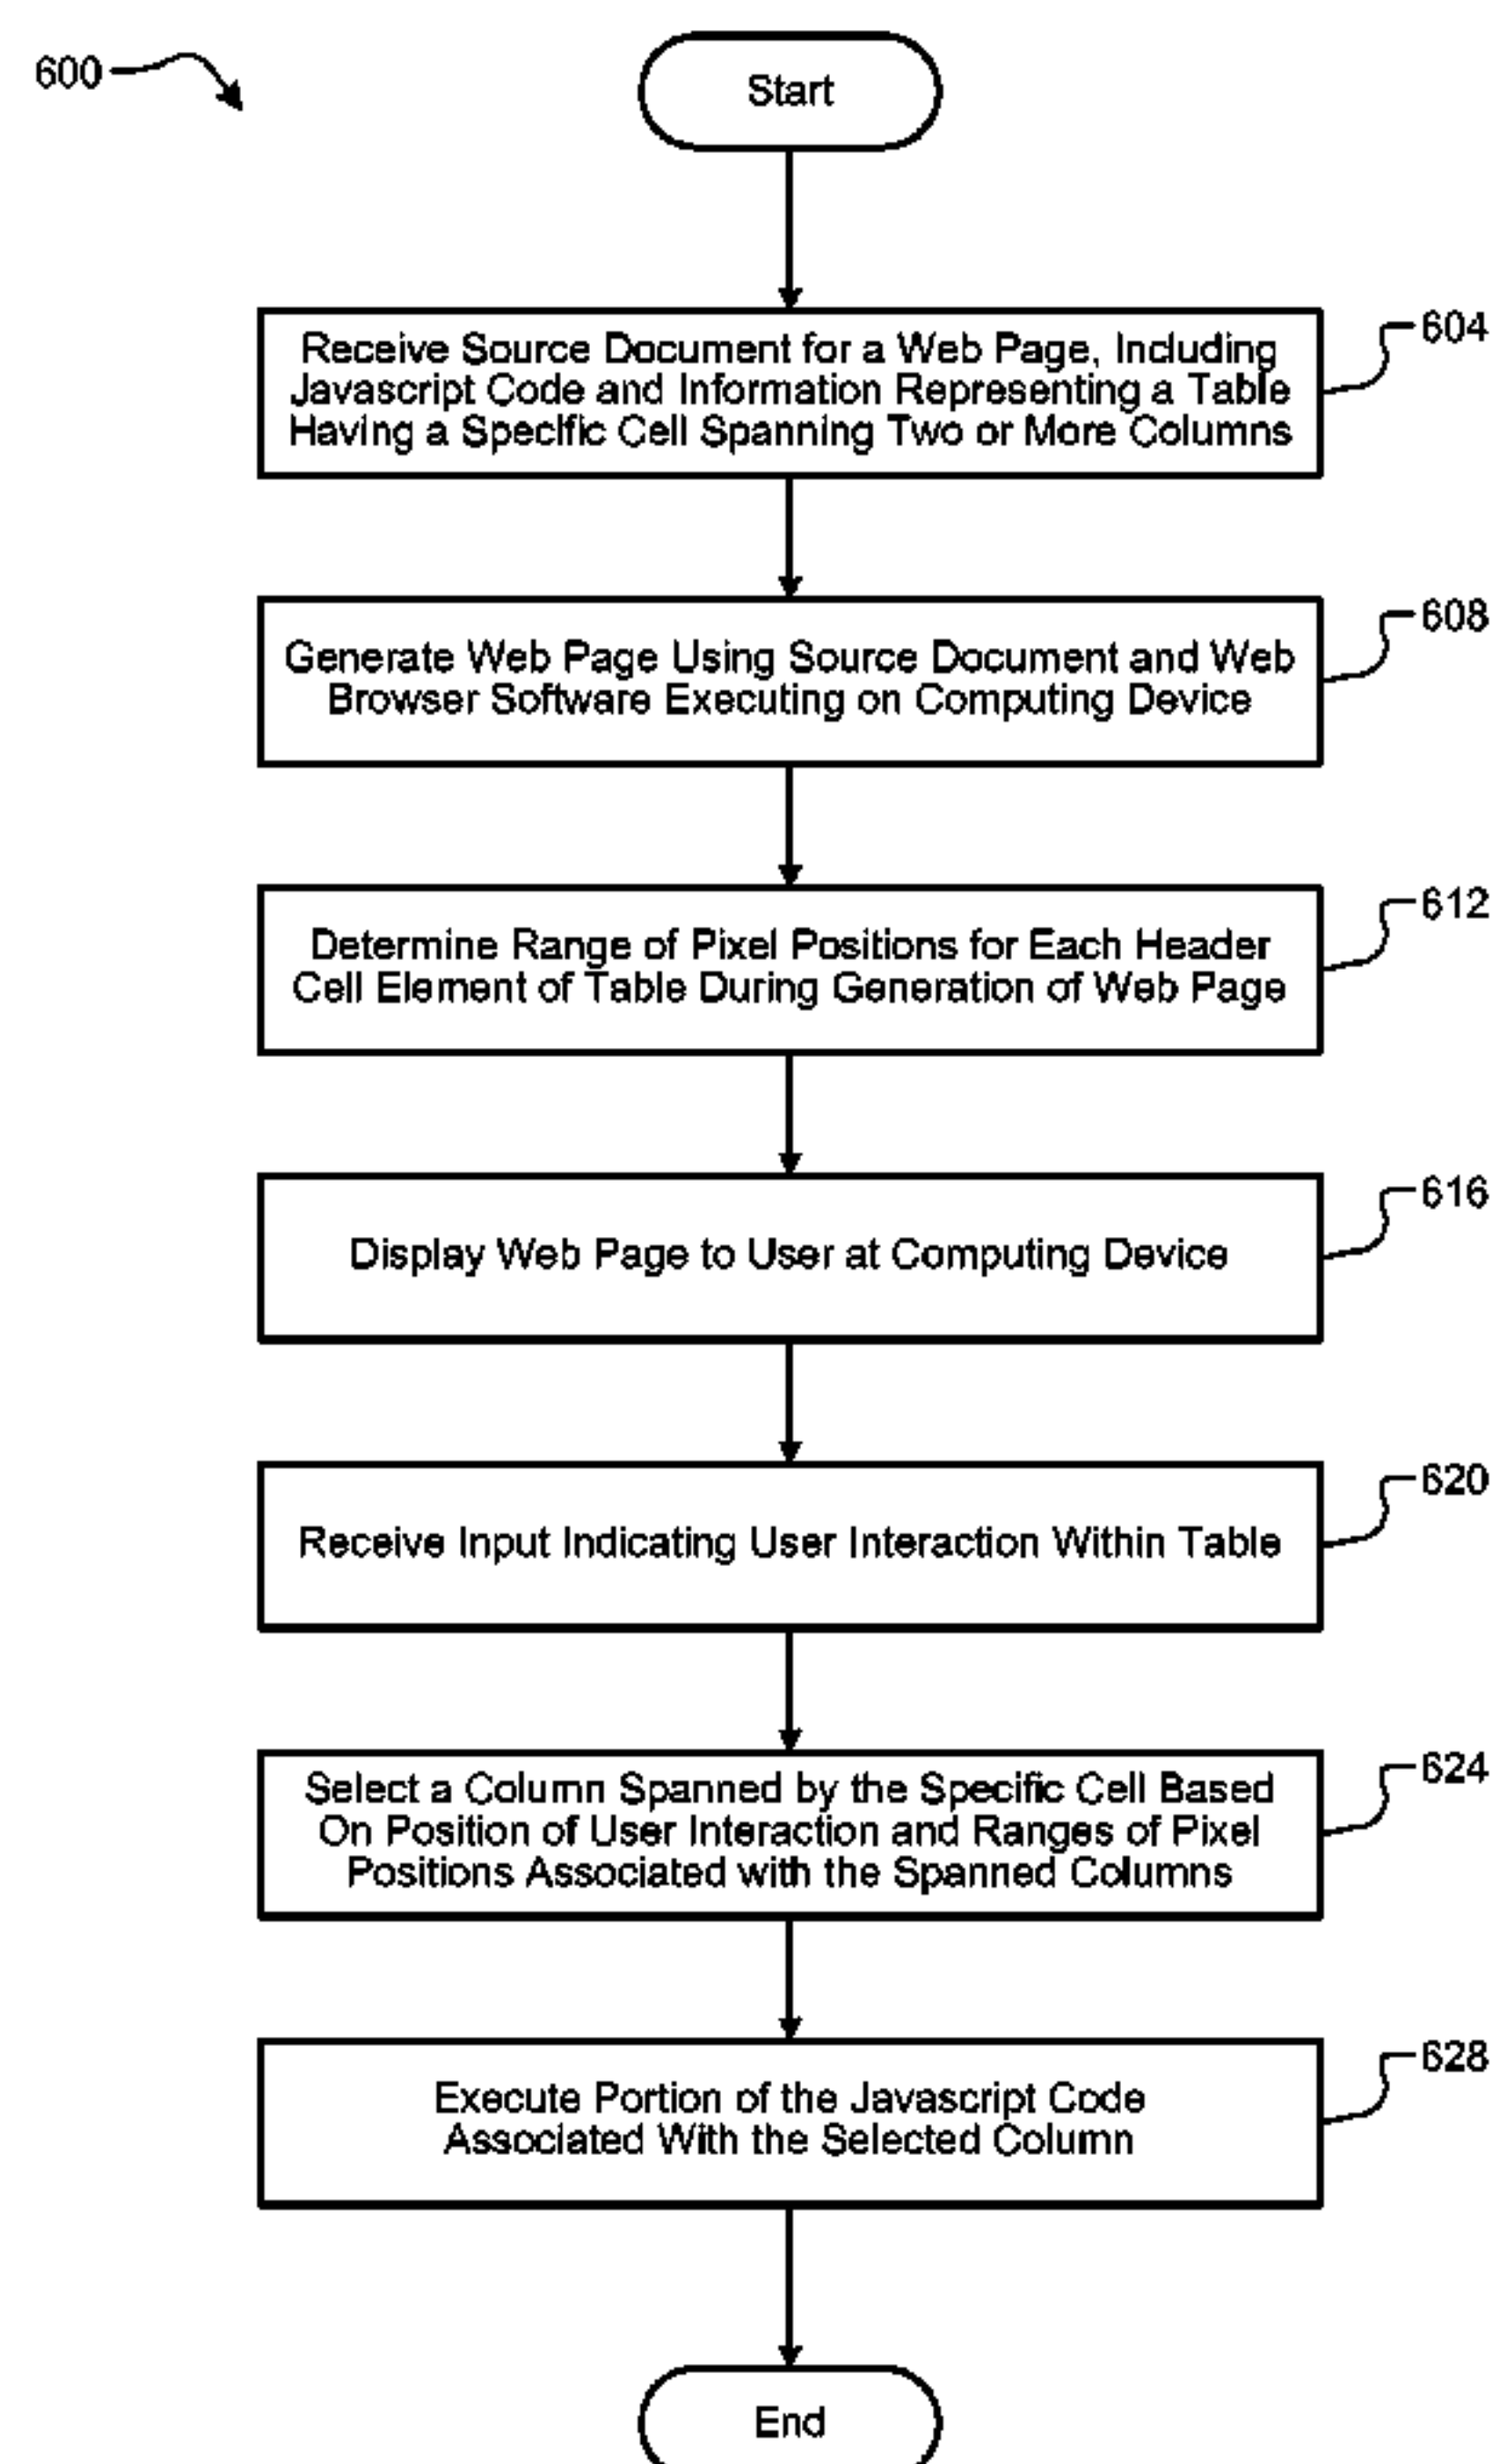 600
Start
Receive Source Document for a Web Page, Including
Javascript Code and Information Representing a Table
Having a Specific Cell Spanning Two or More Columns
604
Generate Web Page Using Source Document and Web
Browser Software Executing on Computing Device
608
Determine Range of Pixel Positions for Each Header
Cell Element of Table During Generation of Web Page
612
Display Web Page to User at Computing Device
616
Receive Input Indicating User Interaction Within Table
620
Select a Column Spanned by the Specific Cell Based
On Position of User Interaction and Ranges of Pixel
Positions Associated with the Spanned Columns
624
Execute Portion of the Javascript Code
Associated With the Selected Column
628
End